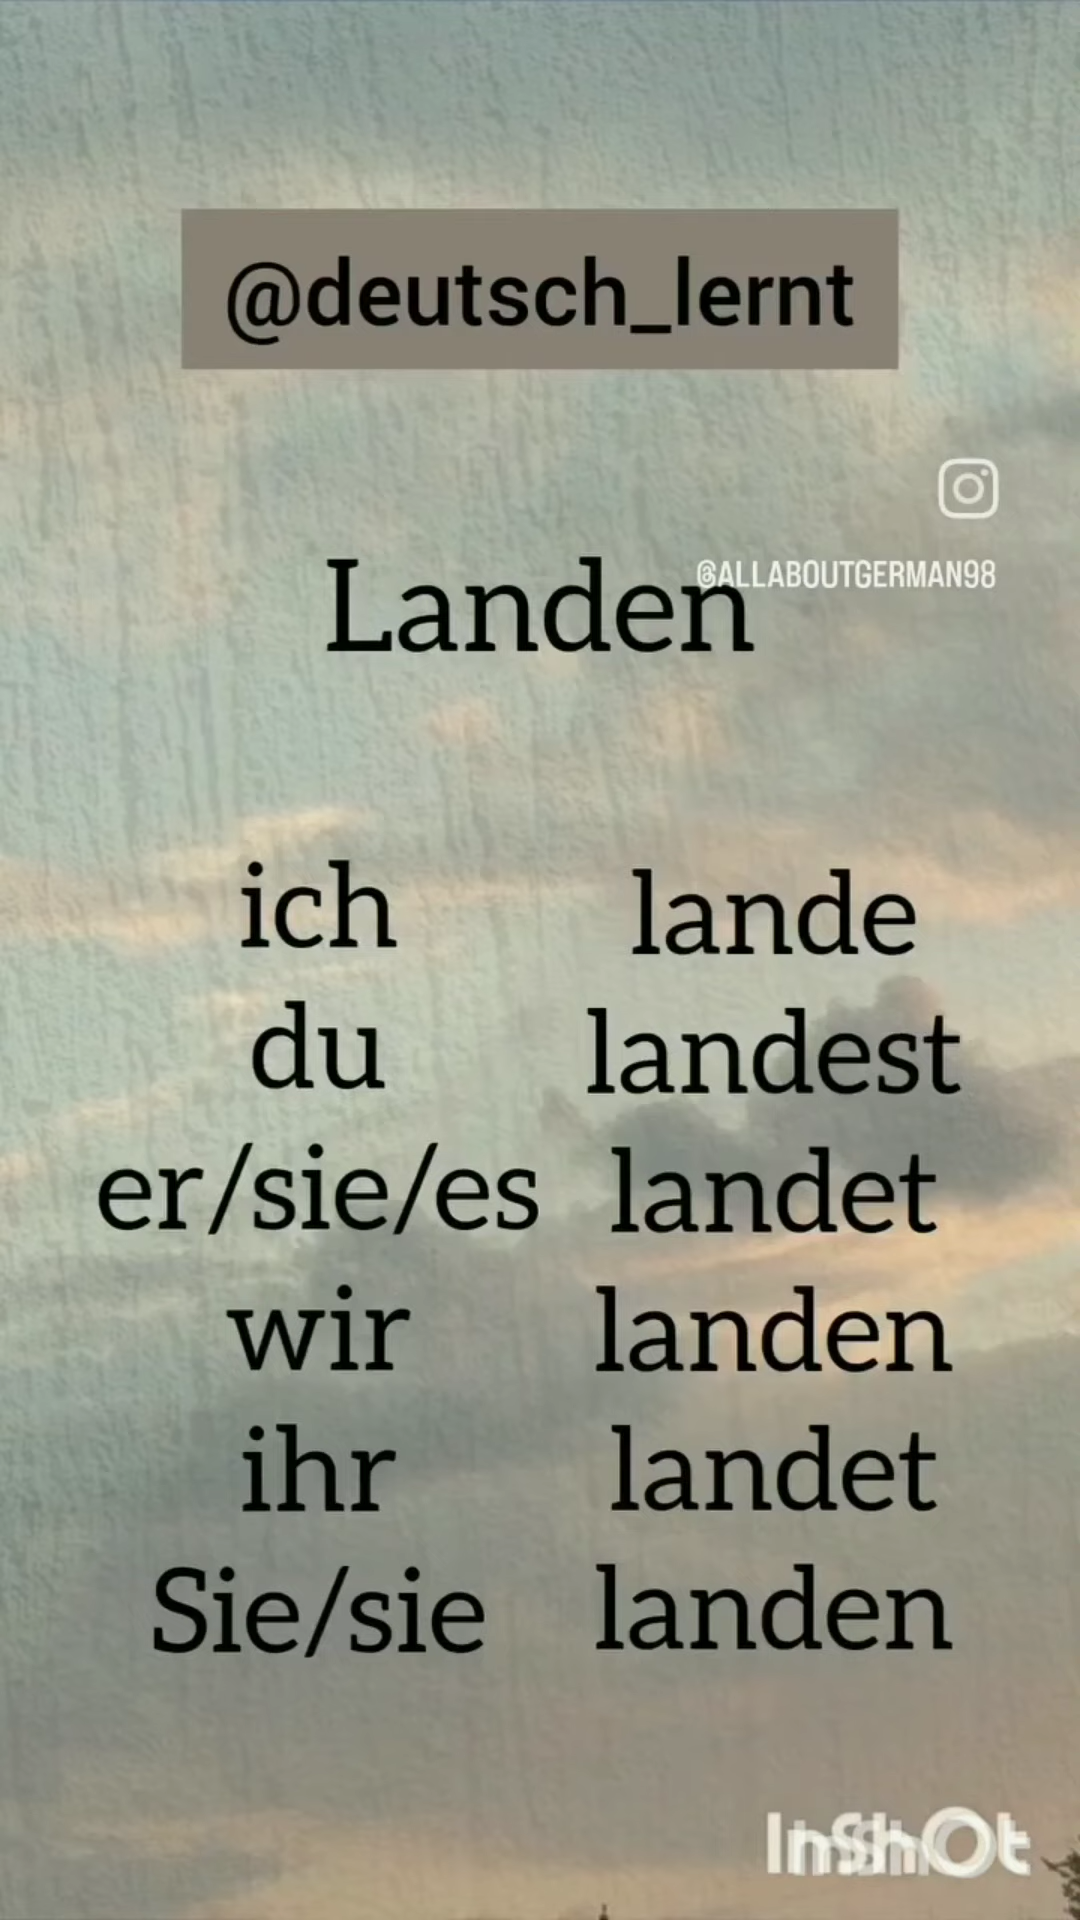 @deutsch_lernt
@ALLABOUTGERMAN98
Landen
ich lande
du landest
er/sie/es landet
wir landen
ihr landet
Sie/sie landen
InShOt